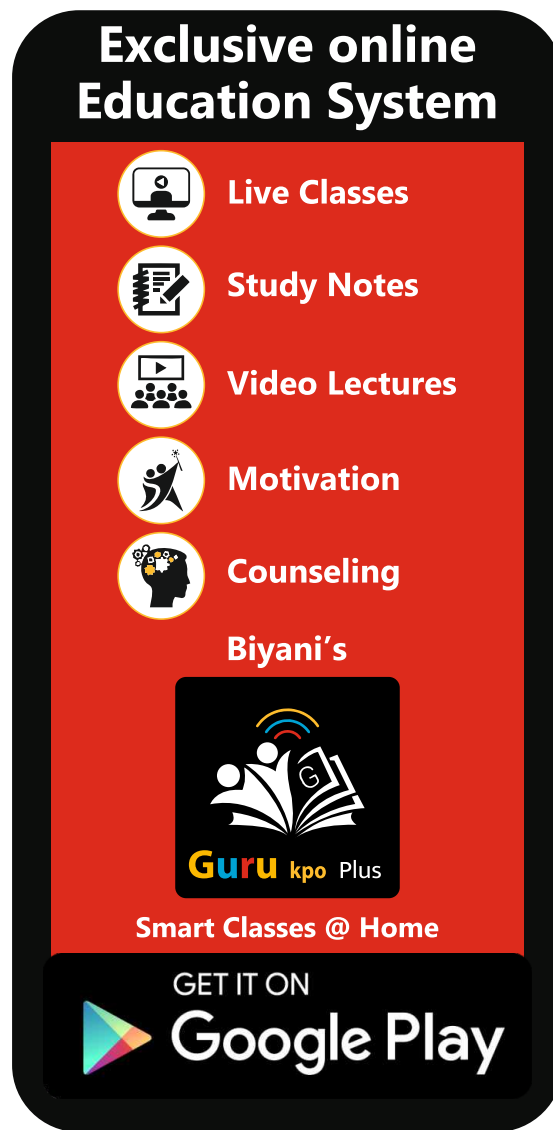 Exclusive online
Education System
Live Classes
Study Notes
Video Lectures
Motivation
Counseling
Biyani’s
G
Guru kpo Plus
Smart Classes @ Home
GET IT ON
Google Play